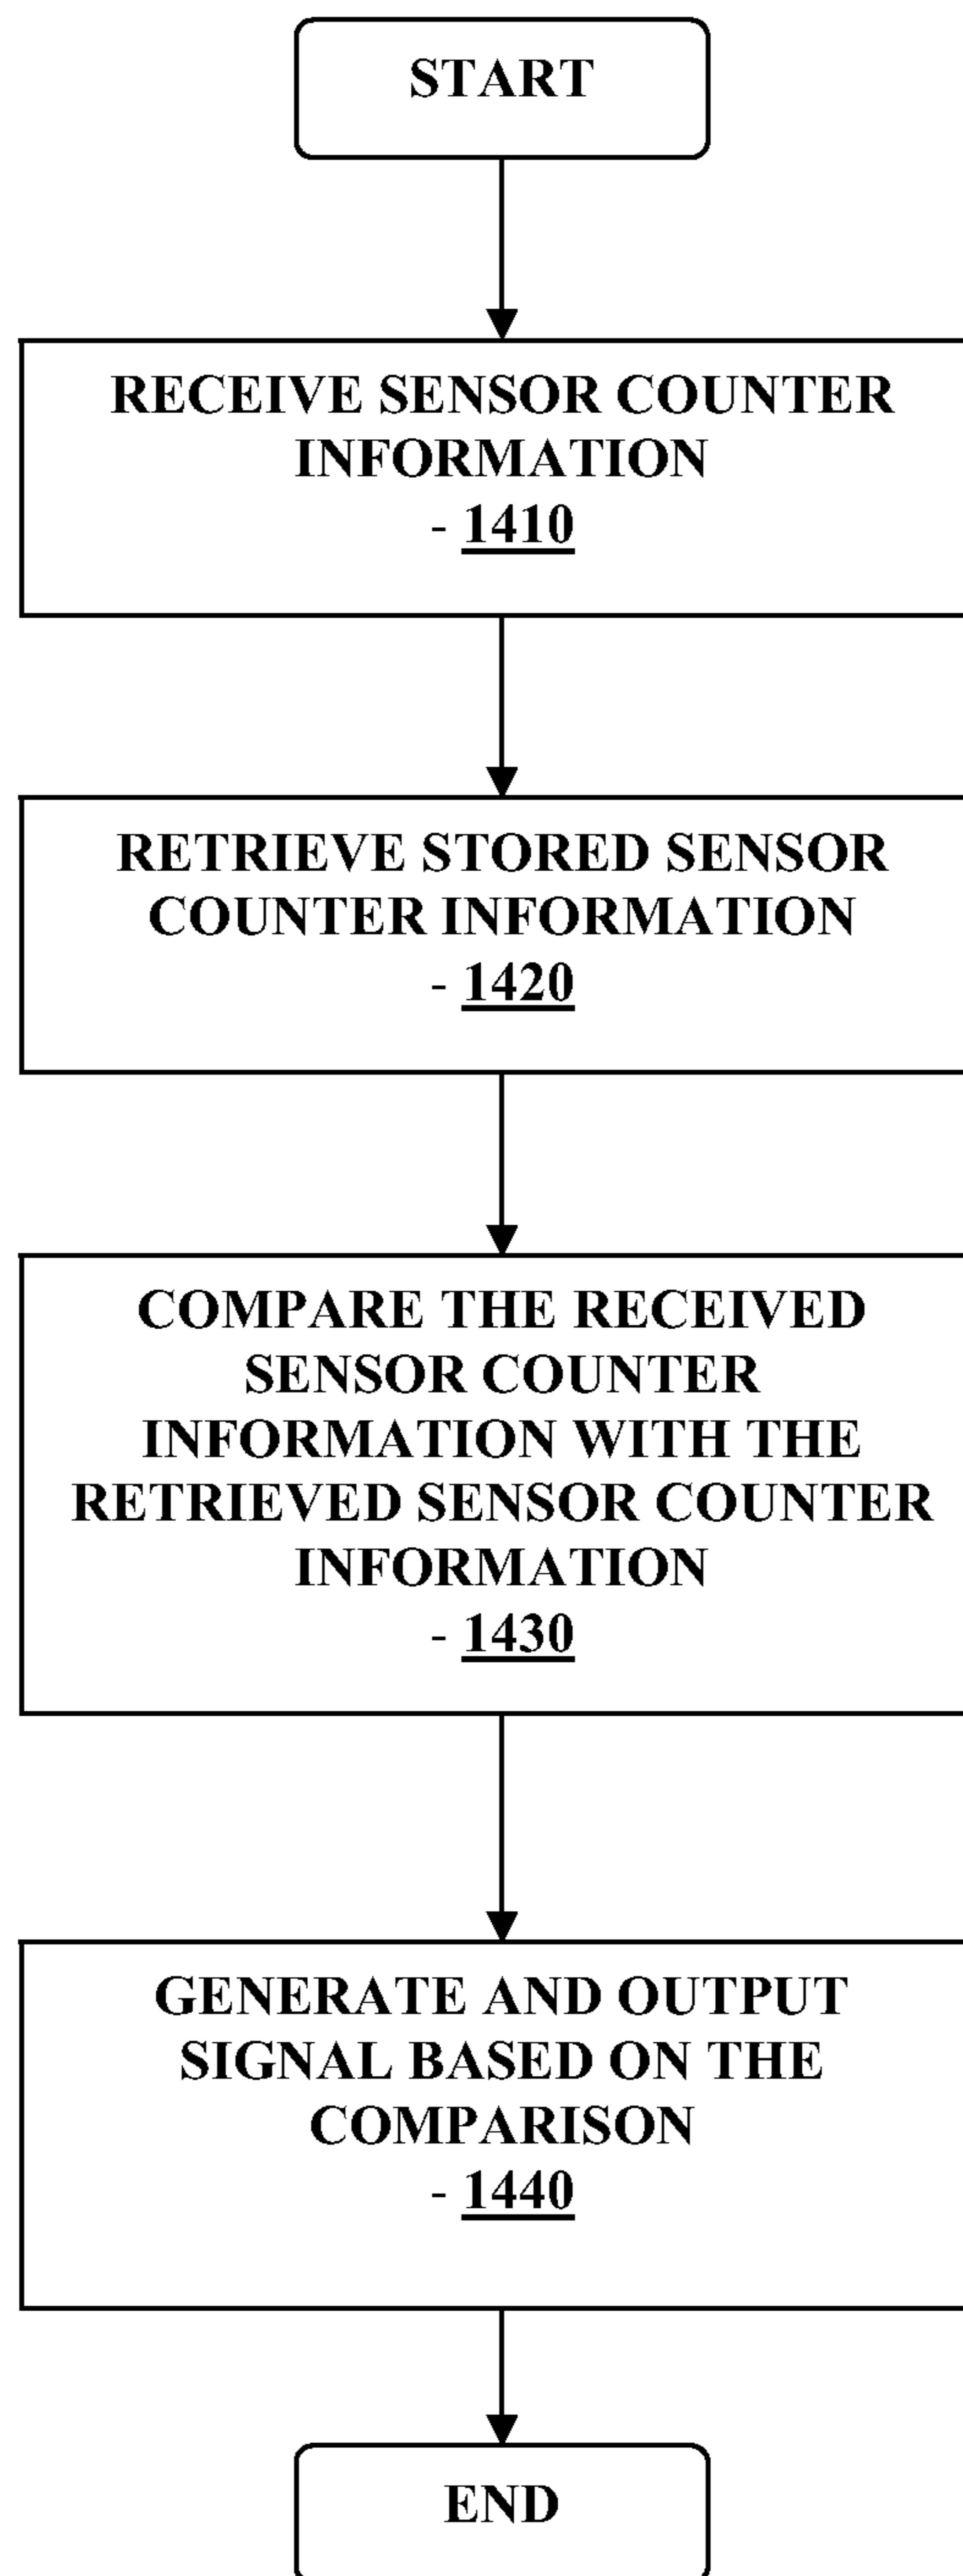 START
RECEIVE SENSOR COUNTER
INFORMATION
- 1410
RETRIEVE STORED SENSOR
COUNTER INFORMATION
- 1420
COMPARE THE RECEIVED
SENSOR COUNTER
INFORMATION WITH THE
RETRIEVED SENSOR COUNTER
INFORMATION
- 1430
GENERATE AND OUTPUT
SIGNAL BASED ON THE
COMPARISON
- 1440
END